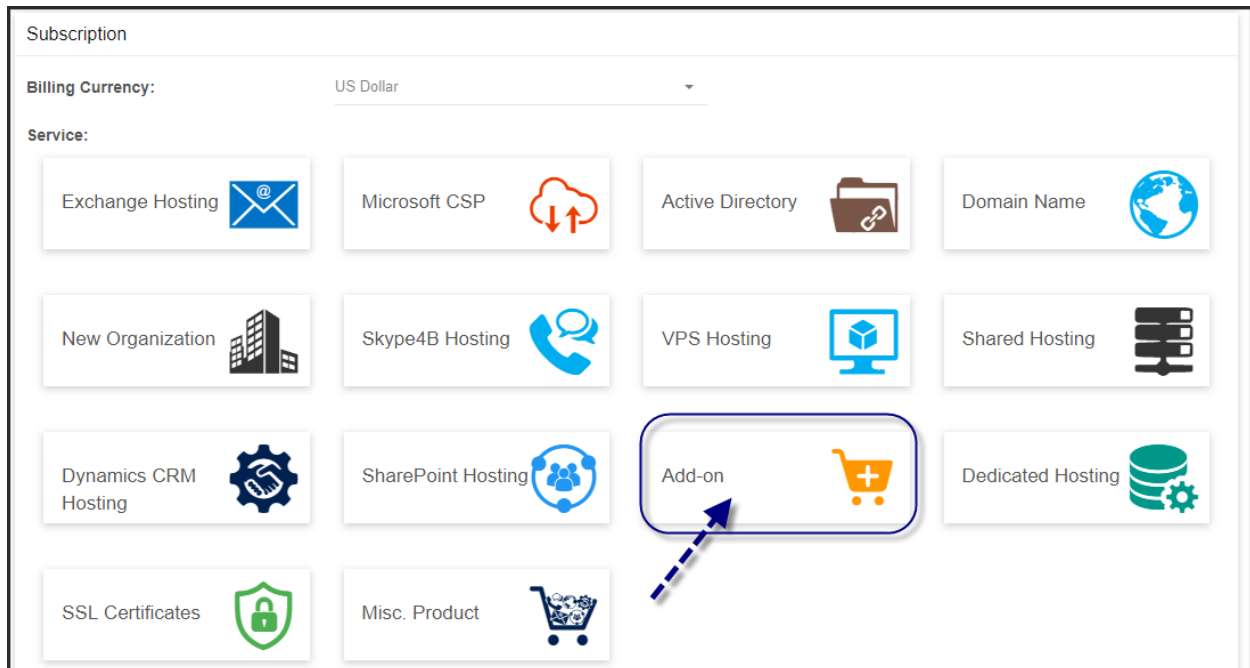 Subscription
Billing Currency:
US Dollar
Service:
Exchange Hosting
@
Microsoft CSP
Active Directory
Domain Name
New Organization
Skype4B Hosting
VPS Hosting
Shared Hosting
Dynamics CRM
Hosting
SharePoint Hosting
Add-on
Dedicated Hosting
SSL Certificates
Misc. Product